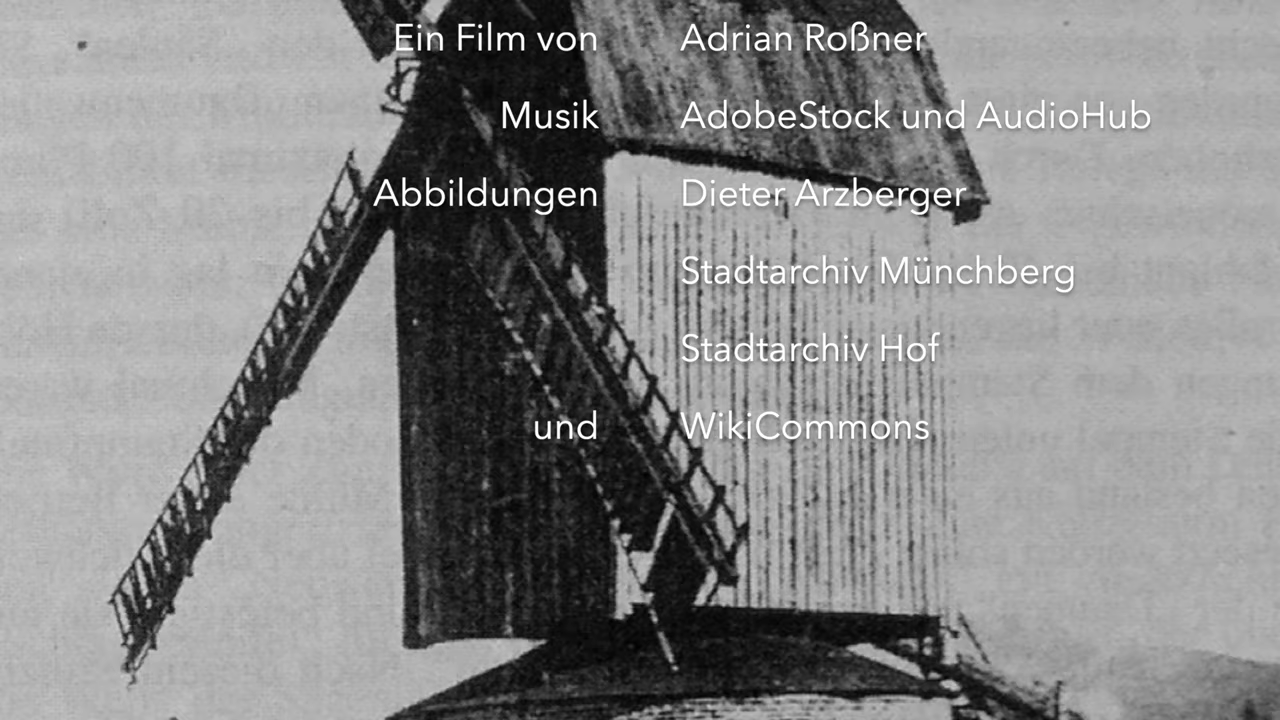 Ein Film von Adrian Roßner
Musik AdobeStock und AudioHub
Abbildungen Dieter Arzberger
Stadtarchiv Münchberg
Stadtarchiv Hof
und WikiCommons